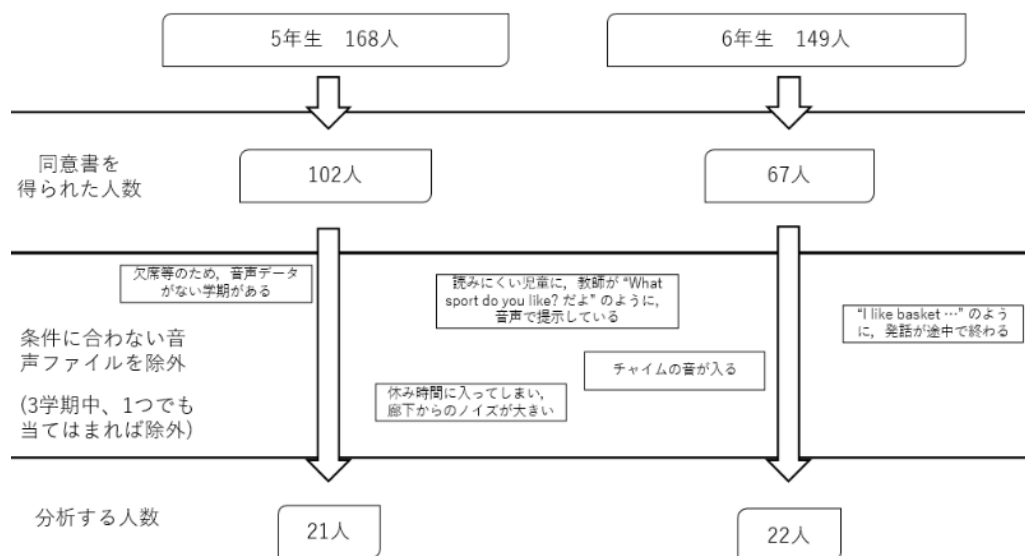 5年生　168人
6年生　149人
同意書を
得られた人数
102人
67人
欠席等のため，音声データ
がない学期がある
読みにくい児童に，教師が “What
sport do you like? だよ” のように，
音声で提示している
“I like basket …” のよう
に，発話が途中で終わる
条件に合わない音
声ファイルを除外
(3学期中、1つでも
当てはまれば除外)
チャイムの音が入る
休み時間に入ってしまい，
廊下からのノイズが大きい
分析する人数
21人
22人